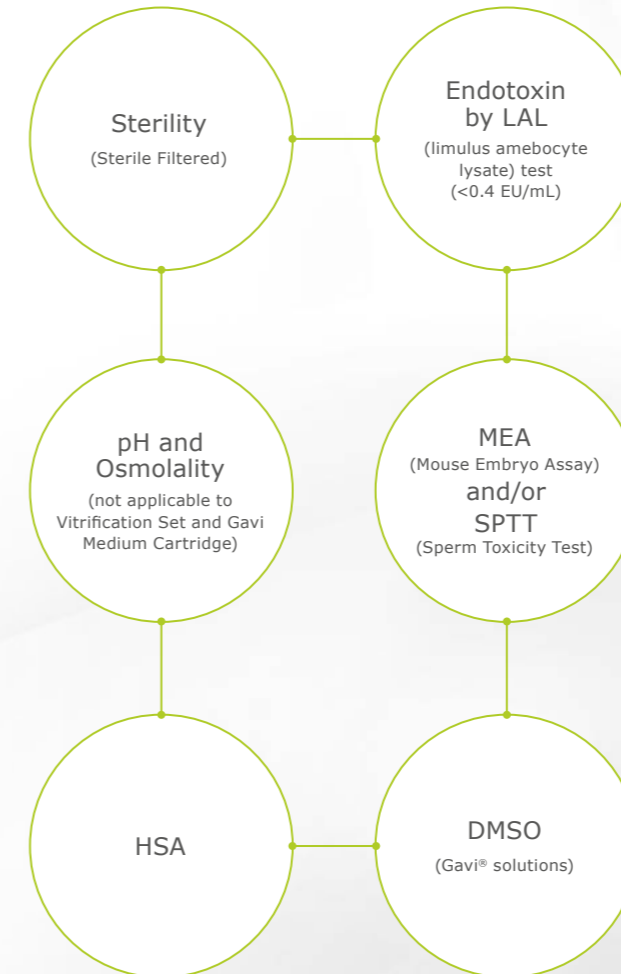 Sterility
(Sterile Filtered)
Endotoxin
by LAL
(limulus amebocyte
lysate) test
(<0.4 EU/mL)
pH and
Osmolality
(not applicable to
Vitrification Set and Gavi
Medium Cartridge)
MEA
(Mouse Embryo Assay)
and/or
SPTT
(Sperm Toxicity Test)
HSA
DMSO
(Gavi® solutions)